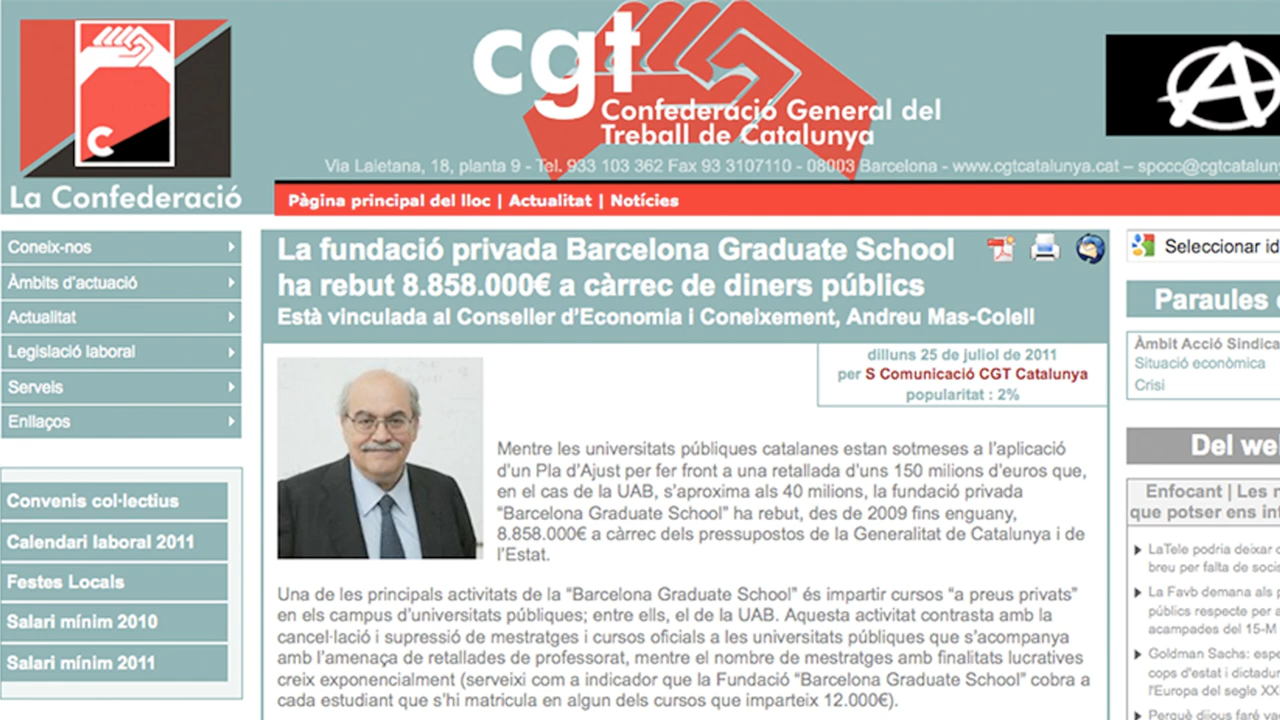 cgt
Confederació General del
Treball de Catalunya
Via Laietana, 18, planta 9 - Tel. 933 103 362 Fax 93 3107110 - 08003 Barcelona - www.cgtcatalunya.cat – spccc@cgtcatalun
C
La Confederació
Pàgina principal del lloc | Actualitat | Notícies
Coneix-nos
Àmbits d'actuació
Actualitat
Legislació laboral
Serveis
Enllaços
Convenis col·lectius
Calendari laboral 2011
Festes Locals
Salari mínim 2010
Salari mínim 2011
La fundació privada Barcelona Graduate School
ha rebut 8.858.000€ a càrrec de diners públics
Està vinculada al Conseller d'Economia i Coneixement, Andreu Mas-Colell
dilluns 25 de juliol de 2011
per S Comunicació CGT Catalunya
popularitat : 2%
Mentre les universitats públiques catalanes estan sotmeses a l'aplicació
d'un Pla d'Ajust per fer front a una retallada d'uns 150 milions d'euros que,
en el cas de la UAB, s'aproxima als 40 milions, la fundació privada
“Barcelona Graduate School” ha rebut, des de 2009 fins enguany,
8.858.000€ a càrrec dels pressupostos de la Generalitat de Catalunya i de
l'Estat.
Una de les principals activitats de la “Barcelona Graduate School” és impartir cursos “a preus privats”
en els campus d'universitats públiques; entre ells, el de la UAB. Aquesta activitat contrasta amb la
cancel·lació i supressió de mestratges i cursos oficials a les universitats públiques que s'acompanya
amb l'amenaça de retallades de professorat, mentre el nombre de mestratges amb finalitats lucratives
creix exponencialment (serveixi com a indicador que la Fundació “Barcelona Graduate School” cobra a
cada estudiant que s'hi matricula en algun dels cursos que imparteix 12.000€).
Seleccionar id
Paraules
Àmbit Acció Sindica
Situació econòmica
Crisi
Del we
Enfocant | Les
que potser ens in
LaTele podria deixar
breu per falta de socis
La Favb demana als
públics respecte per a
acampades del 15-M
Goldman Sachs: espe
cops d'estat i dictadur
l'Europa del segle XX
Perquè dijous faré va